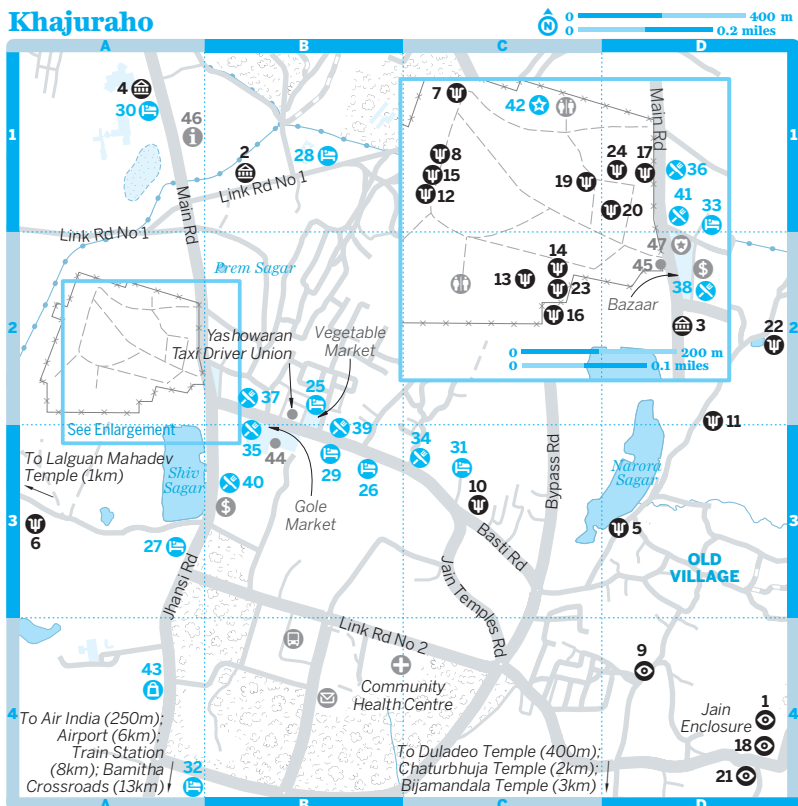 Khajuraho
N
0 400 m
0 0.2 miles
A
B
C
D
1
1
4
30
46
2
28
Link Rd No 1
Main Rd
Link Rd No 1
7
42
8
15
12
24
17
19
20
36
41
33
Main Rd
14
13
23
16
47
45
38
Bazaar
3
0 200 m
0 0.1 miles
2
2
Prem Sagar
Yashowaran
Taxi Driver Union
Vegetable
Market
22
37
25
39
35
44
29
26
34
31
10
11
See Enlargement
To Lalguan Mahadev
Temple (1km)
Shiv
Sagar
40
$
$
Gole
Market
Narora
Sagar
Bypass Rd
3
3
6
27
5
Basti Rd
OLD
VILLAGE
Jhansi Rd
Jain Temples Rd
Link Rd No 2
9
43
Community
Health Centre
Jain
Enclosure
1
18
21
4
4
To Air India (250m);
Airport (6km);
Train Station
(8km); Bamitha
Crossroads (13km)
32
To Duladeo Temple (400m);
Chaturbhuja Temple (2km);
Bijamandala Temple (3km)
A
B
C
D